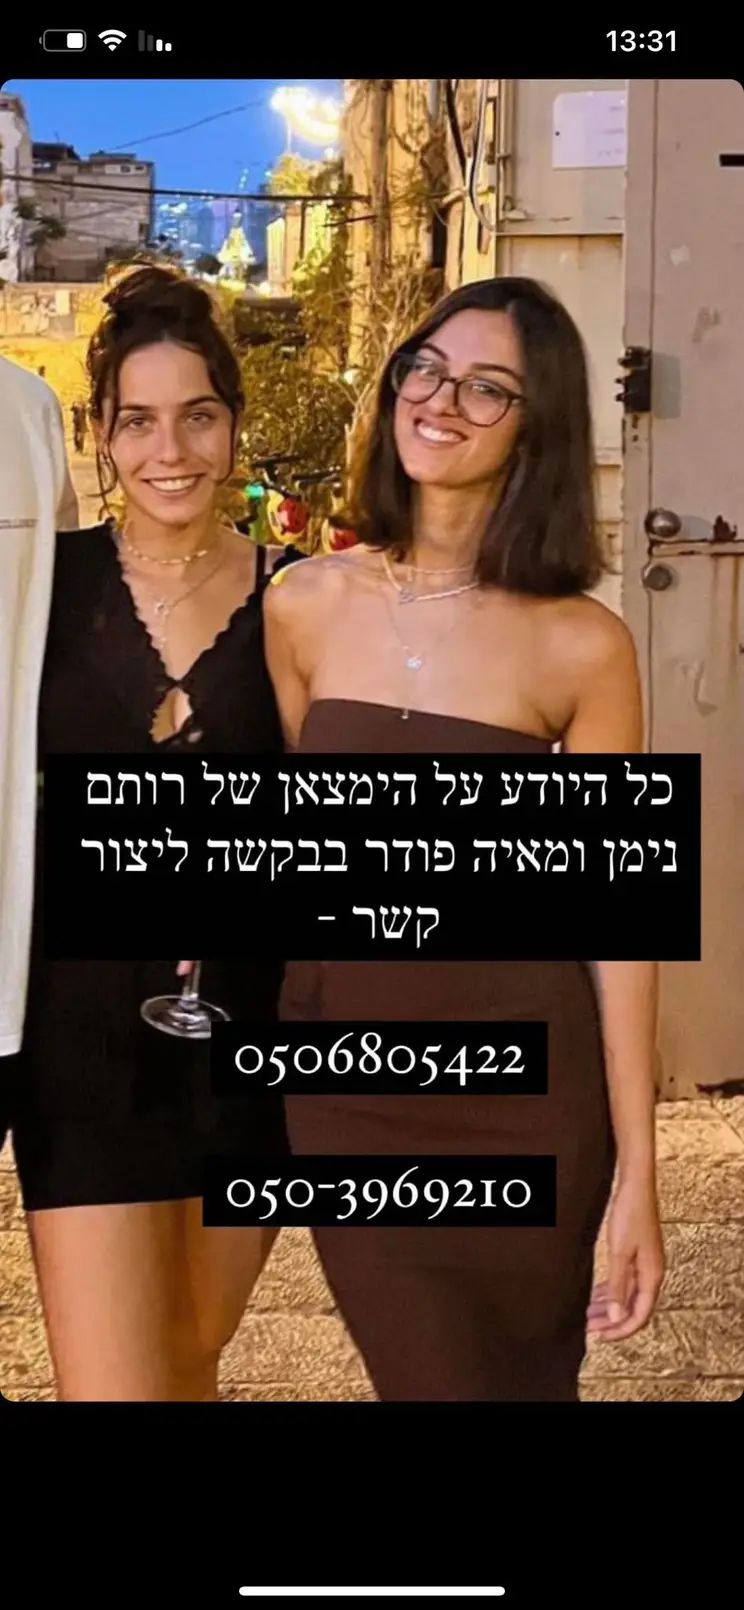 13:31
כל היודע על הימצאן של רותם
נימן ומאיה פודר בבקשה ליצור
קשר -
0506805422
050-3969210